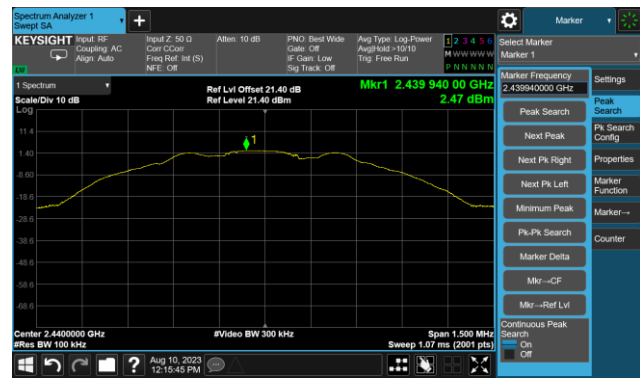 Spectrum Analyzer 1
Swept SA
Marker
KEYSIGHT
Input: RF
Coupling: AC
Align: Auto
Input Z: 50 Ω
Corr CCorr
Freq Ref: Int (S)
NFE: Off
Atten: 10 dB
PNO: Best Wide
Gate: Off
IF Gain: Low
Sig Track: Off
Avg Type: Log-Power
Avg|Hold:>10/10
Trig: Free Run
1 2 3 4 5 6
M W W W W W
P N N N N N
Select Marker
Marker 1
1 Spectrum
Scale/Div 10 dB
Log
Ref Lvl Offset 21.40 dB
Ref Level 21.40 dBm
Mkr1 2.439 940 00 GHz
2.47 dBm
Marker Frequency
2.439940000 GHz
Peak Search
Next Peak
Next Pk Right
Next Pk Left
Minimum Peak
Pk-Pk Search
Marker Delta
Mkr→CF
Mkr→Ref Lvl
Continuous Peak
Search
On
Off
Settings
Peak
Search
Pk Search
Config
Properties
Marker
Function
Marker→
Counter
11.4
1.40
-8.60
-18.6
-28.6
-38.6
-48.6
-58.6
-68.6
1
Center 2.4400000 GHz
#Res BW 100 kHz
#Video BW 300 kHz
Span 1.500 MHz
Sweep 1.07 ms (2001 pts)
?
Aug 10, 2023
12:15:45 PM